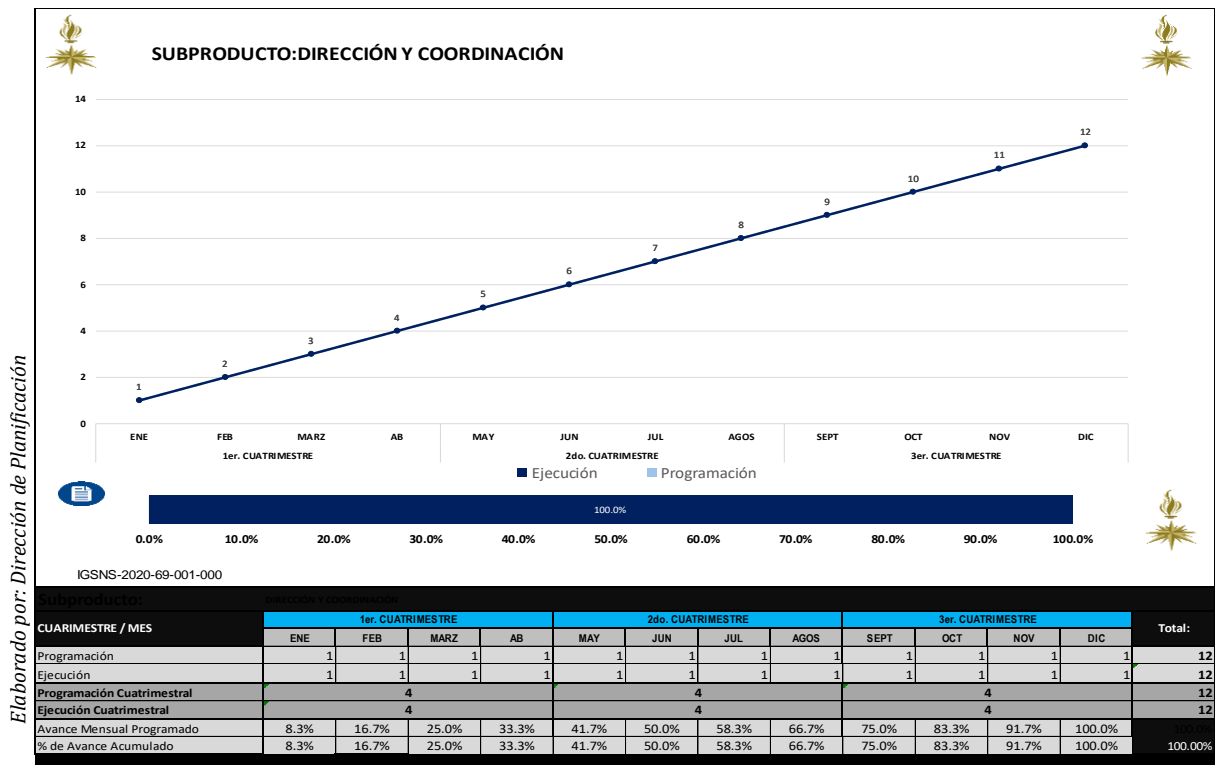 SUBPRODUCTO:DIRECCIÓN Y COORDINACIÓN
14
12
10
8
6
4
2
0
1 2 3 4 5 6 7 8 9 10 11 12
ENE FEB MARZ AB MAY JUN JUL AGOS SEPT OCT NOV DIC
1er. CUATRIMESTRE 2do. CUATRIMESTRE 3er. CUATRIMESTRE
Ejecución Programación
100.0%
0.0% 10.0% 20.0% 30.0% 40.0% 50.0% 60.0% 70.0% 80.0% 90.0% 100.0%
IGSNS-2020-69-001-000
Elaborado por: Dirección de Planificación
Subproducto: DIRECCIÓN Y COORDINACIÓN
CUARIMESTRE / MES 1er. CUATRIMESTRE 2do. CUATRIMESTRE 3er. CUATRIMESTRE Total:
ENE FEB MARZ AB MAY JUN JUL AGOS SEPT OCT NOV DIC
Programación 1 1 1 1 1 1 1 1 1 1 1 1 12
Ejecución 1 1 1 1 1 1 1 1 1 1 1 1 12
Programación Cuatrimestral 4 4 4 12
Ejecución Cuatrimestral 4 4 4 12
Avance Mensual Programado 8.3% 16.7% 25.0% 33.3% 41.7% 50.0% 58.3% 66.7% 75.0% 83.3% 91.7% 100.0% 100.0%
% de Avance Acumulado 8.3% 16.7% 25.0% 33.3% 41.7% 50.0% 58.3% 66.7% 75.0% 83.3% 91.7% 100.0% 100.00%